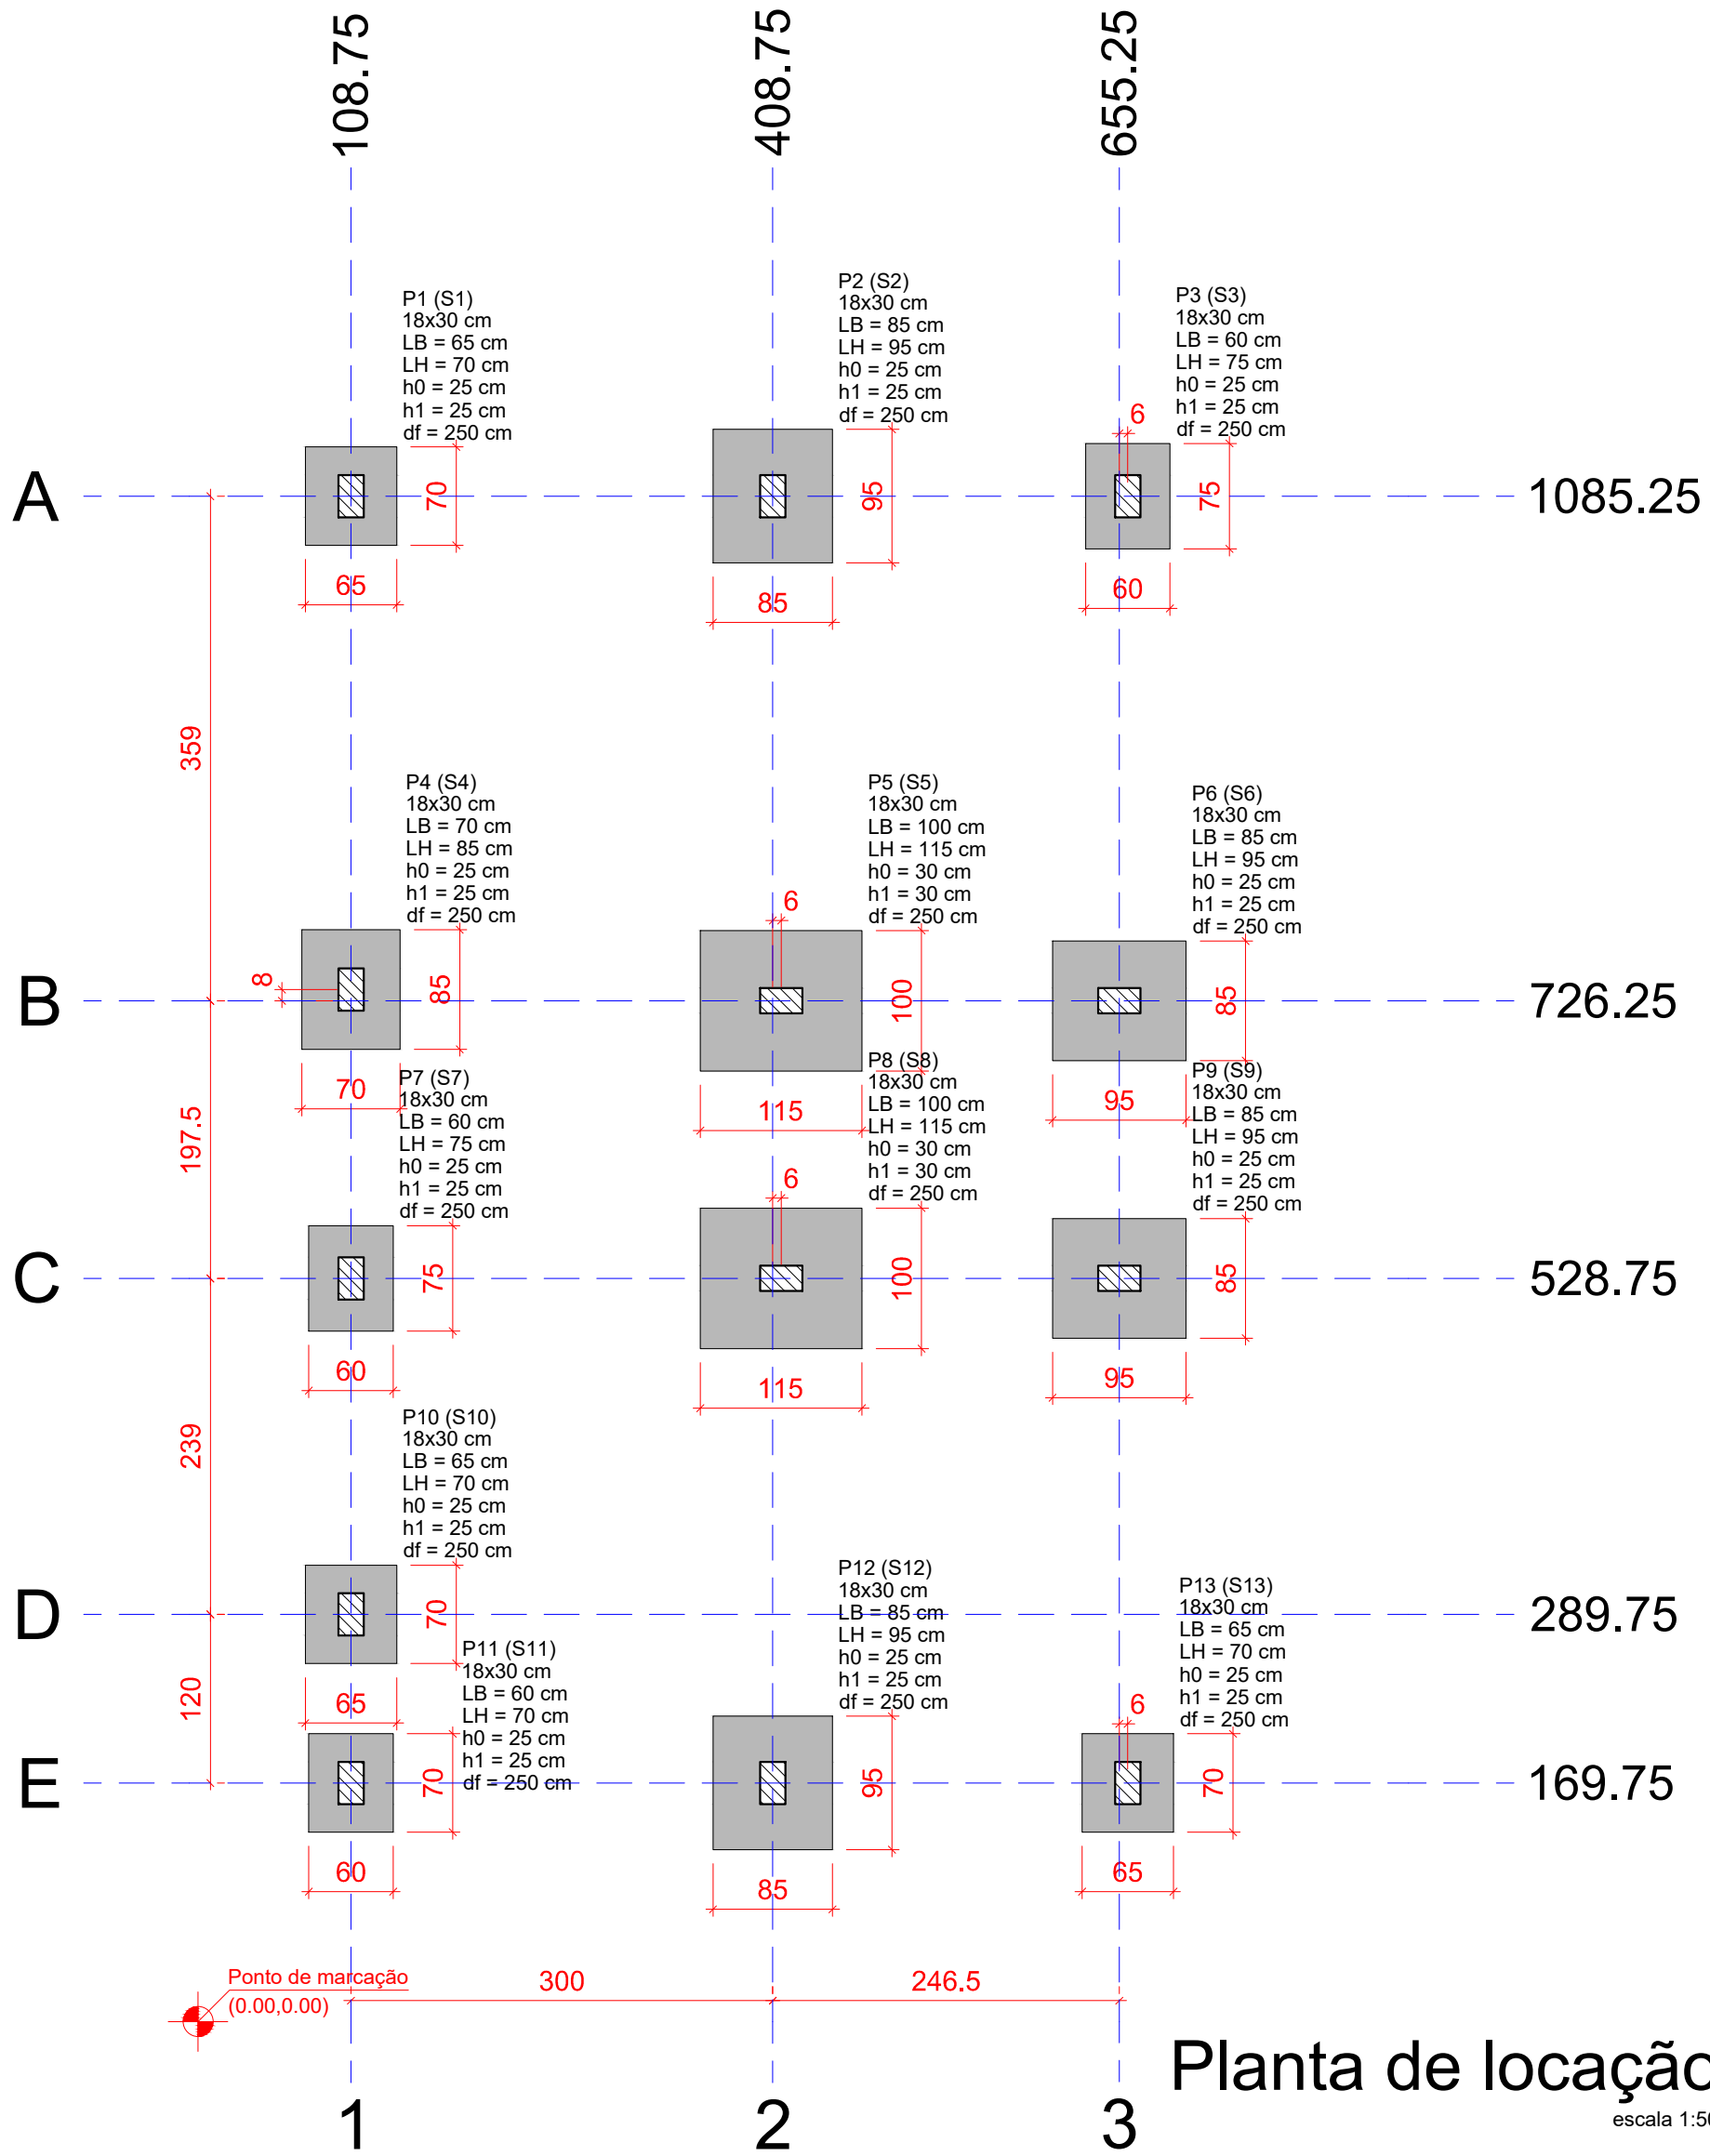 108.75
408.75
655.25
P1 (S1)
18x30 cm
LB = 65 cm
LH = 70 cm
h0 = 25 cm
h1 = 25 cm
df = 250 cm
P2 (S2)
18x30 cm
LB = 85 cm
LH = 95 cm
h0 = 25 cm
h1 = 25 cm
df = 250 cm
P3 (S3)
18x30 cm
LB = 60 cm
LH = 75 cm
h0 = 25 cm
h1 = 25 cm
df = 250 cm
6
A
70
95
75
1085.25
65
85
60
359
P4 (S4)
18x30 cm
LB = 70 cm
LH = 85 cm
h0 = 25 cm
h1 = 25 cm
df = 250 cm
P5 (S5)
18x30 cm
LB = 100 cm
LH = 115 cm
h0 = 30 cm
h1 = 30 cm
df = 250 cm
P6 (S6)
18x30 cm
LB = 85 cm
LH = 95 cm
h0 = 25 cm
h1 = 25 cm
df = 250 cm
6
8
B
85
100
85
726.25
70
115
95
197.5
P7 (S7)
18x30 cm
LB = 60 cm
LH = 75 cm
h0 = 25 cm
h1 = 25 cm
df = 250 cm
P8 (S8)
18x30 cm
LB = 100 cm
LH = 115 cm
h0 = 30 cm
h1 = 30 cm
df = 250 cm
P9 (S9)
18x30 cm
LB = 85 cm
LH = 95 cm
h0 = 25 cm
h1 = 25 cm
df = 250 cm
6
C
75
100
85
528.75
60
115
95
239
P10 (S10)
18x30 cm
LB = 65 cm
LH = 70 cm
h0 = 25 cm
h1 = 25 cm
df = 250 cm
D
70
289.75
65
120
P11 (S11)
18x30 cm
LB = 60 cm
LH = 70 cm
h0 = 25 cm
h1 = 25 cm
df = 250 cm
P12 (S12)
18x30 cm
LB = 85 cm
LH = 95 cm
h0 = 25 cm
h1 = 25 cm
df = 250 cm
P13 (S13)
18x30 cm
LB = 65 cm
LH = 70 cm
h0 = 25 cm
h1 = 25 cm
df = 250 cm
6
E
70
95
70
169.75
60
85
65
Ponto de marcação
(0.00,0.00)
300
246.5
Planta de locação
escala 1:50
1
2
3